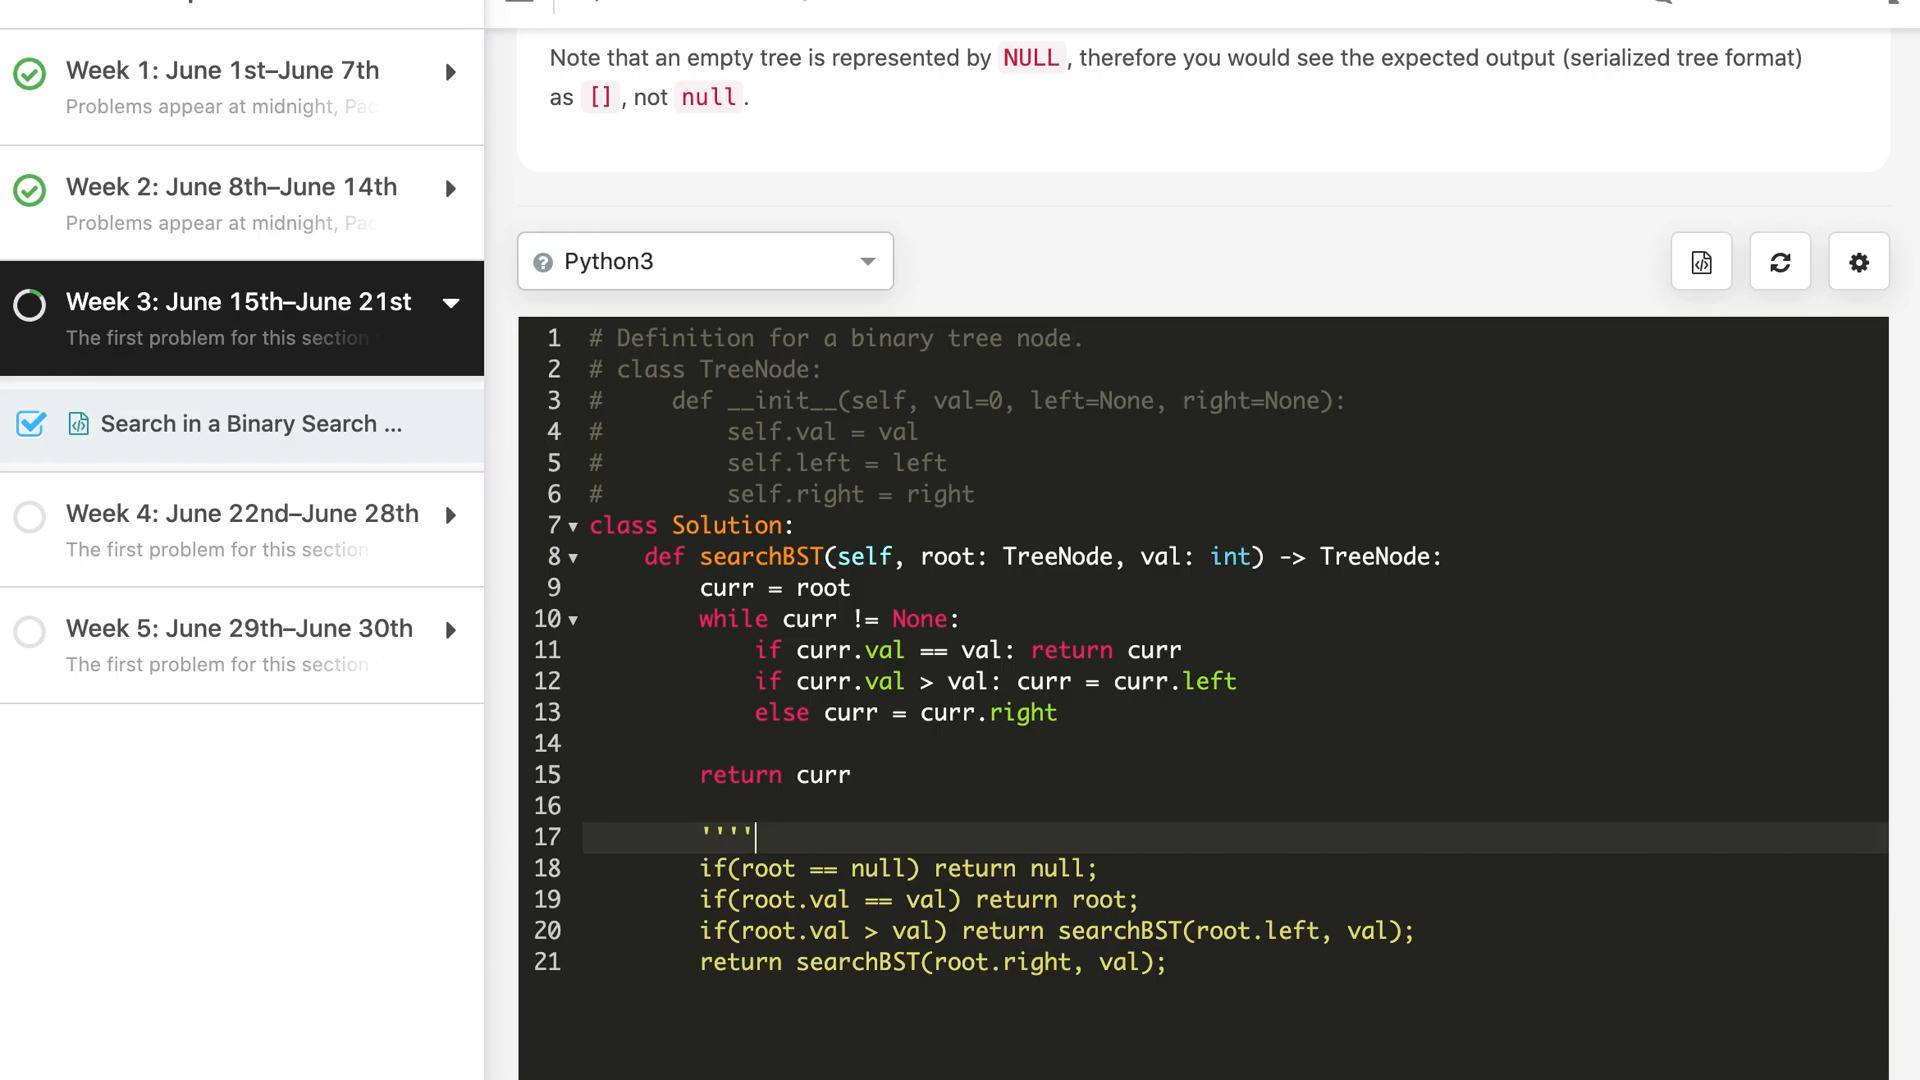 Week 1: June 1st–June 7th
Problems appear at midnight, Pac
Week 2: June 8th–June 14th
Problems appear at midnight, Pac
Week 3: June 15th–June 21st
The first problem for this section
Search in a Binary Search ...
Week 4: June 22nd–June 28th
The first problem for this section
Week 5: June 29th–June 30th
The first problem for this section
Note that an empty tree is represented by NULL, therefore you would see the expected output (serialized tree format)
as [], not null.
Python3
1 # Definition for a binary tree node.
2 # class TreeNode:
3 #     def __init__(self, val=0, left=None, right=None):
4 #         self.val = val
5 #         self.left = left
6 #         self.right = right
7 class Solution:
8     def searchBST(self, root: TreeNode, val: int) -> TreeNode:
9         curr = root
10         while curr != None:
11             if curr.val == val: return curr
12             if curr.val > val: curr = curr.left
13             else curr = curr.right
14
15         return curr
16
17         ''''
18         if(root == null) return null;
19         if(root.val == val) return root;
20         if(root.val > val) return searchBST(root.left, val);
21         return searchBST(root.right, val);